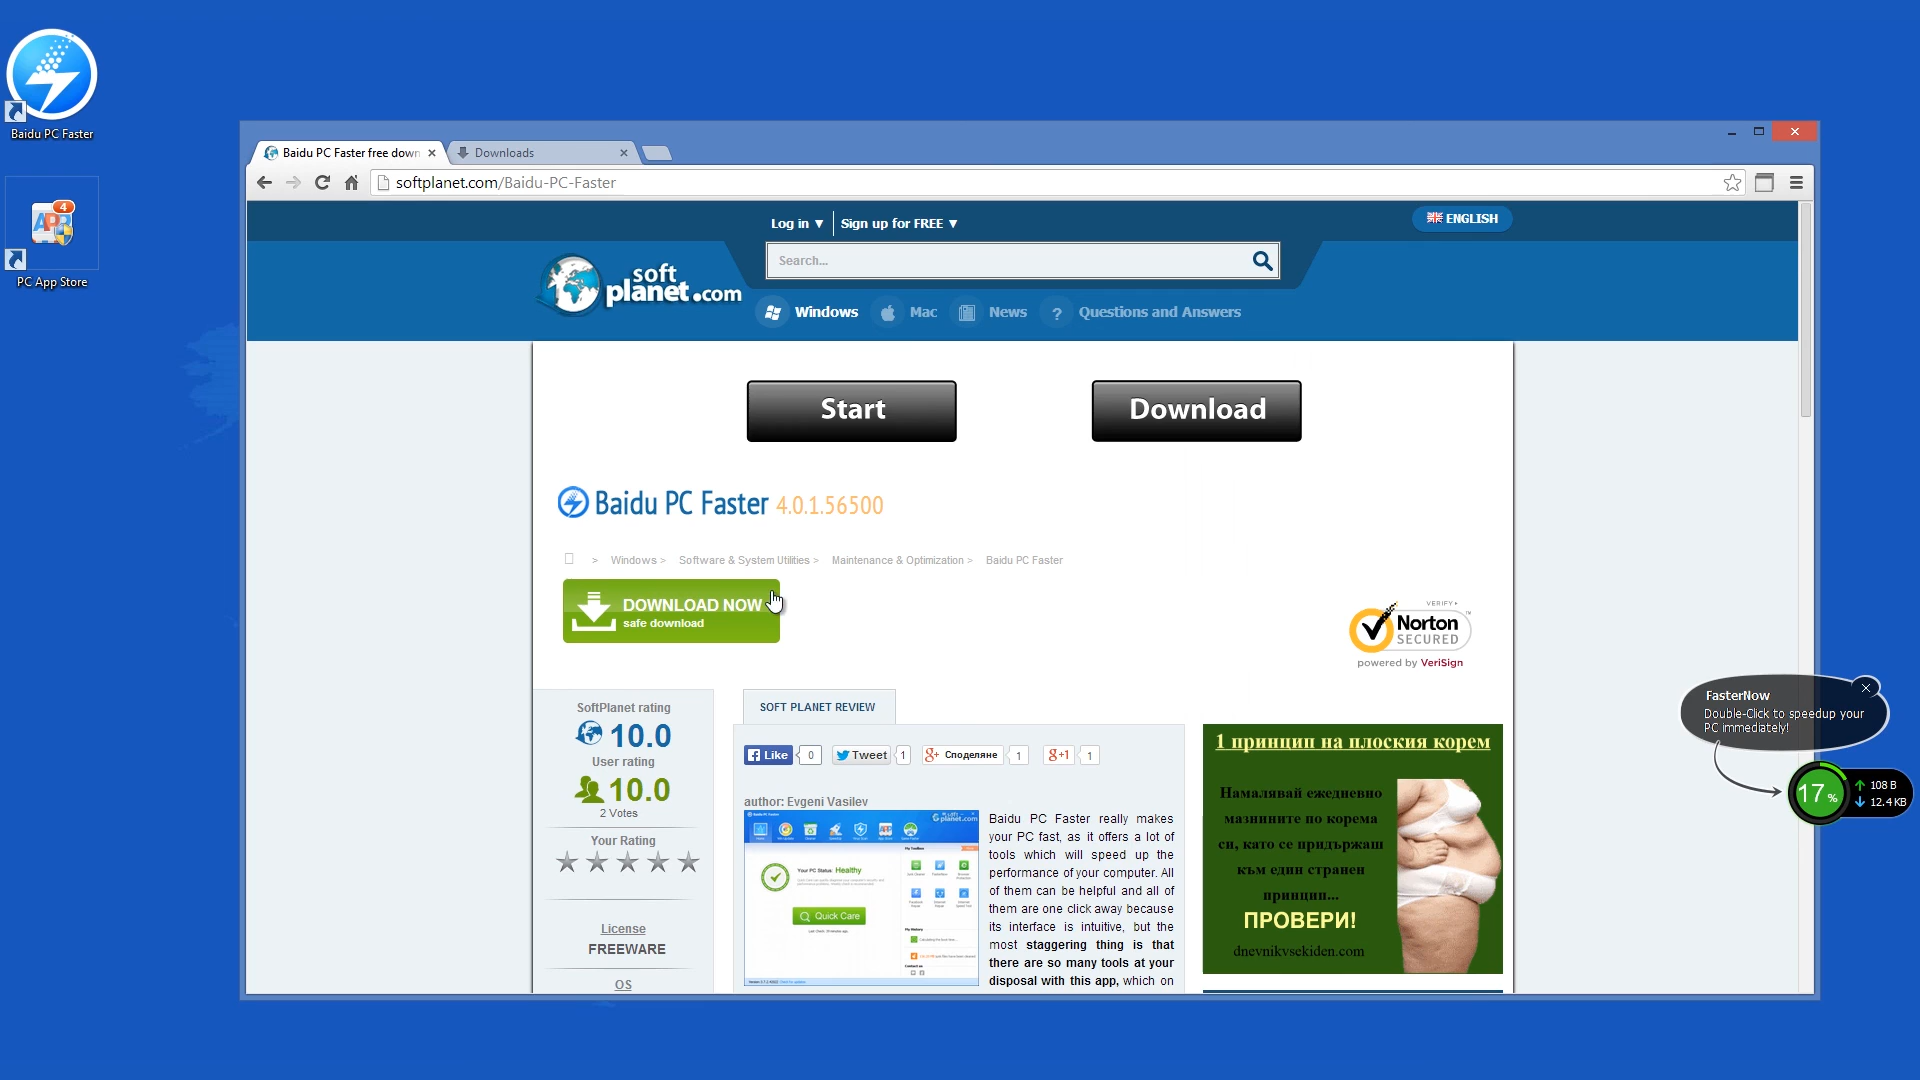 Baidu PC Faster
4
APP
PC App Store
Baidu PC Faster free down
Downloads
softplanet.com/Baidu-PC-Faster
Log in ▼
Sign up for FREE ▼
ENGLISH
Search...
soft
planet.com
Windows
Mac
News
?
Questions and Answers
Start
Download
Baidu PC Faster 4.0.1.56500
> Windows > Software & System Utilities > Maintenance & Optimization > Baidu PC Faster
DOWNLOAD NOW
safe download
VERIFY
Norton
SECURED
powered by VeriSign
SoftPlanet rating
10.0
User rating
10.0
2 Votes
Your Rating
License
FREEWARE
OS
SOFT PLANET REVIEW
Like 0
Tweet 1
g+ Споделяне 1
g+1 1
author: Evgeni Vasilev
Your PC Status: Healthy
Quick Care
Baidu PC Faster really makes
your PC fast, as it offers a lot of
tools which will speed up the
performance of your computer. All
of them can be helpful and all of
them are one click away because
its interface is intuitive, but the
most staggering thing is that
there are so many tools at your
disposal with this app, which on
1 принцип на плоския корем
Намалявай ежедневно
мазнините по корема
си, като се придържаш
към един странен
принцип...
ПРОВЕРИ!
dnevnikvsekiden.com
FasterNow
Double-Click to speedup your
PC immediately!
17%
108 B
12.4 KB